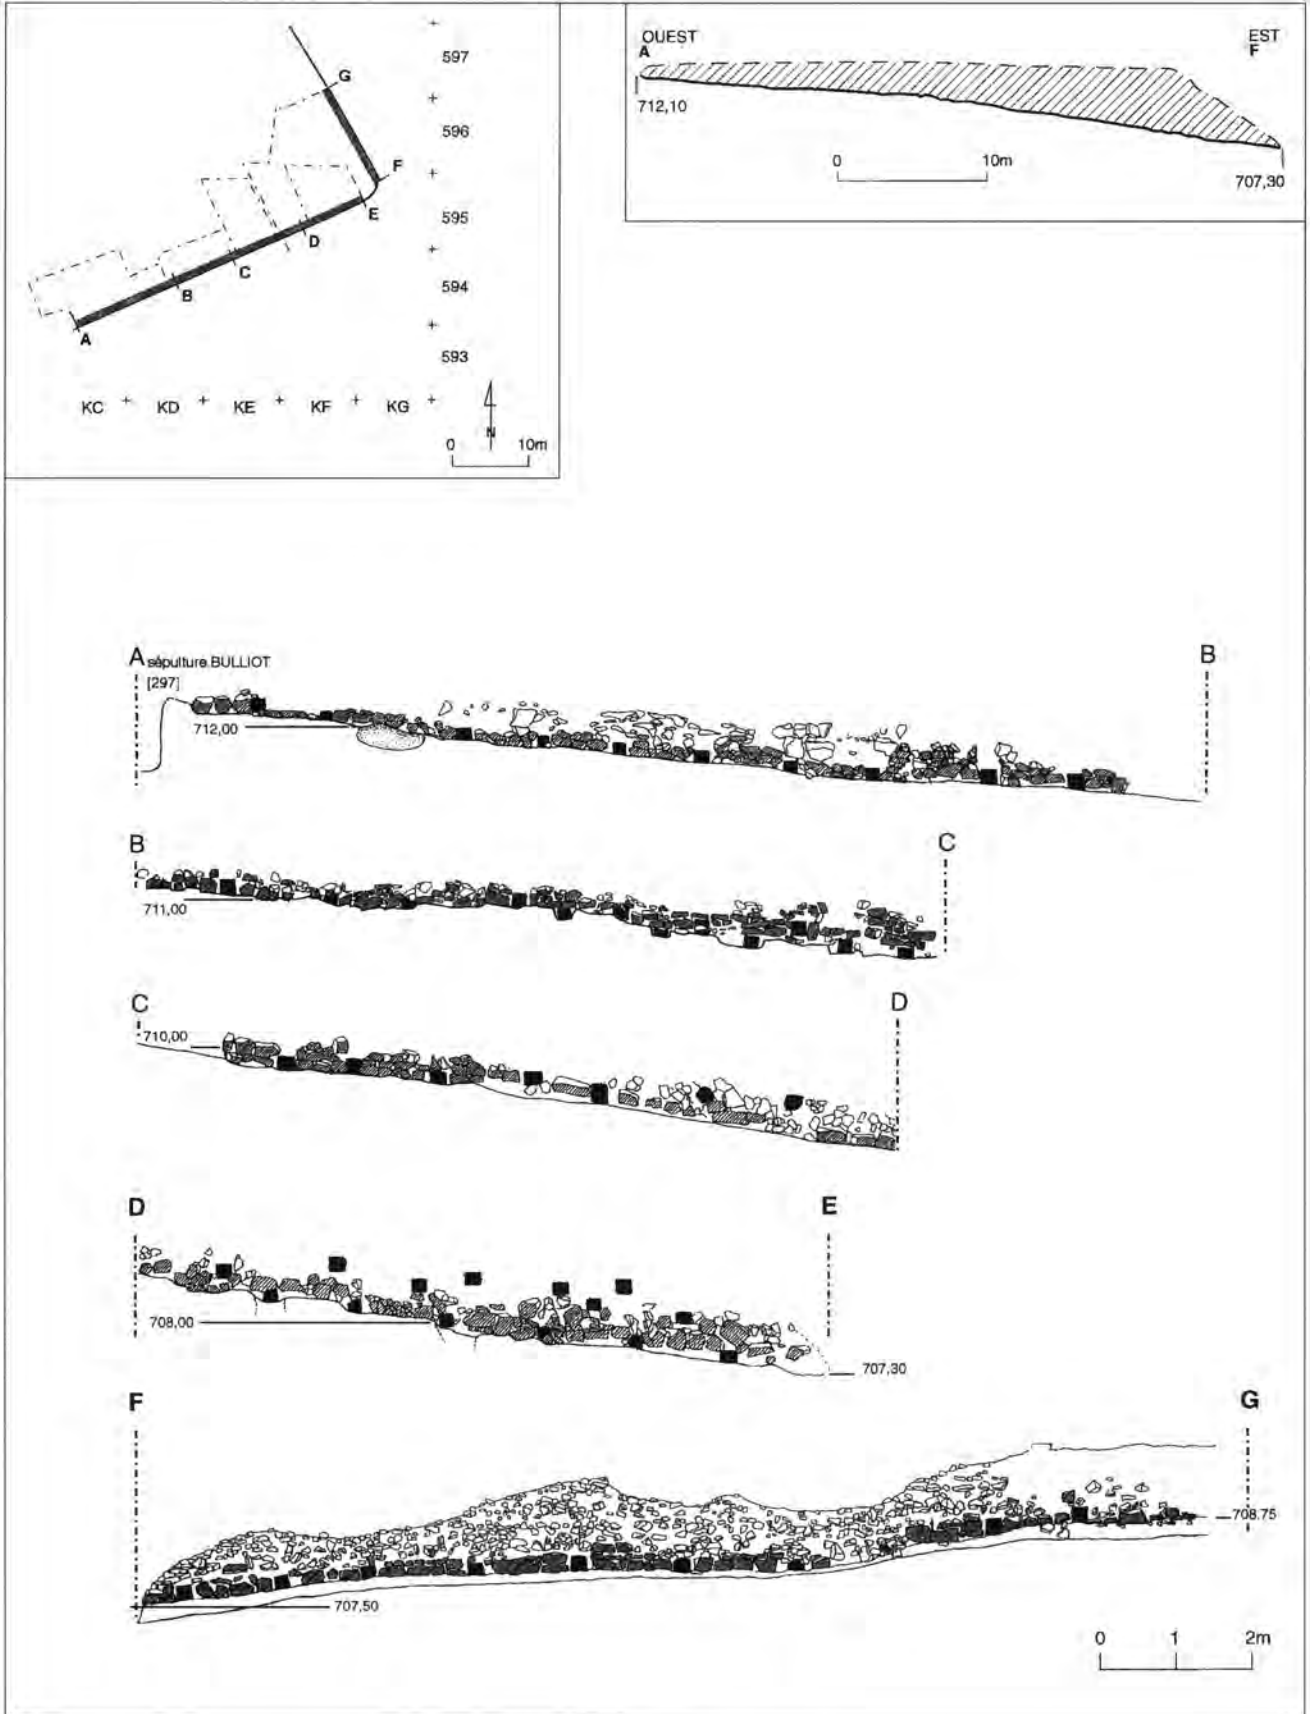 597
G
596
F
595
E
D
594
C
B
593
A
KC + KD + KE + KF + KG +
N
0 10m
OUEST
A
EST
F
712,10
0 10m
707,30
A sépulture BULLIOT
[297]
B
712,00
B
C
711,00
C
D
710,00
D
E
708,00
707,30
F
G
708,75
707,50
0 1 2m